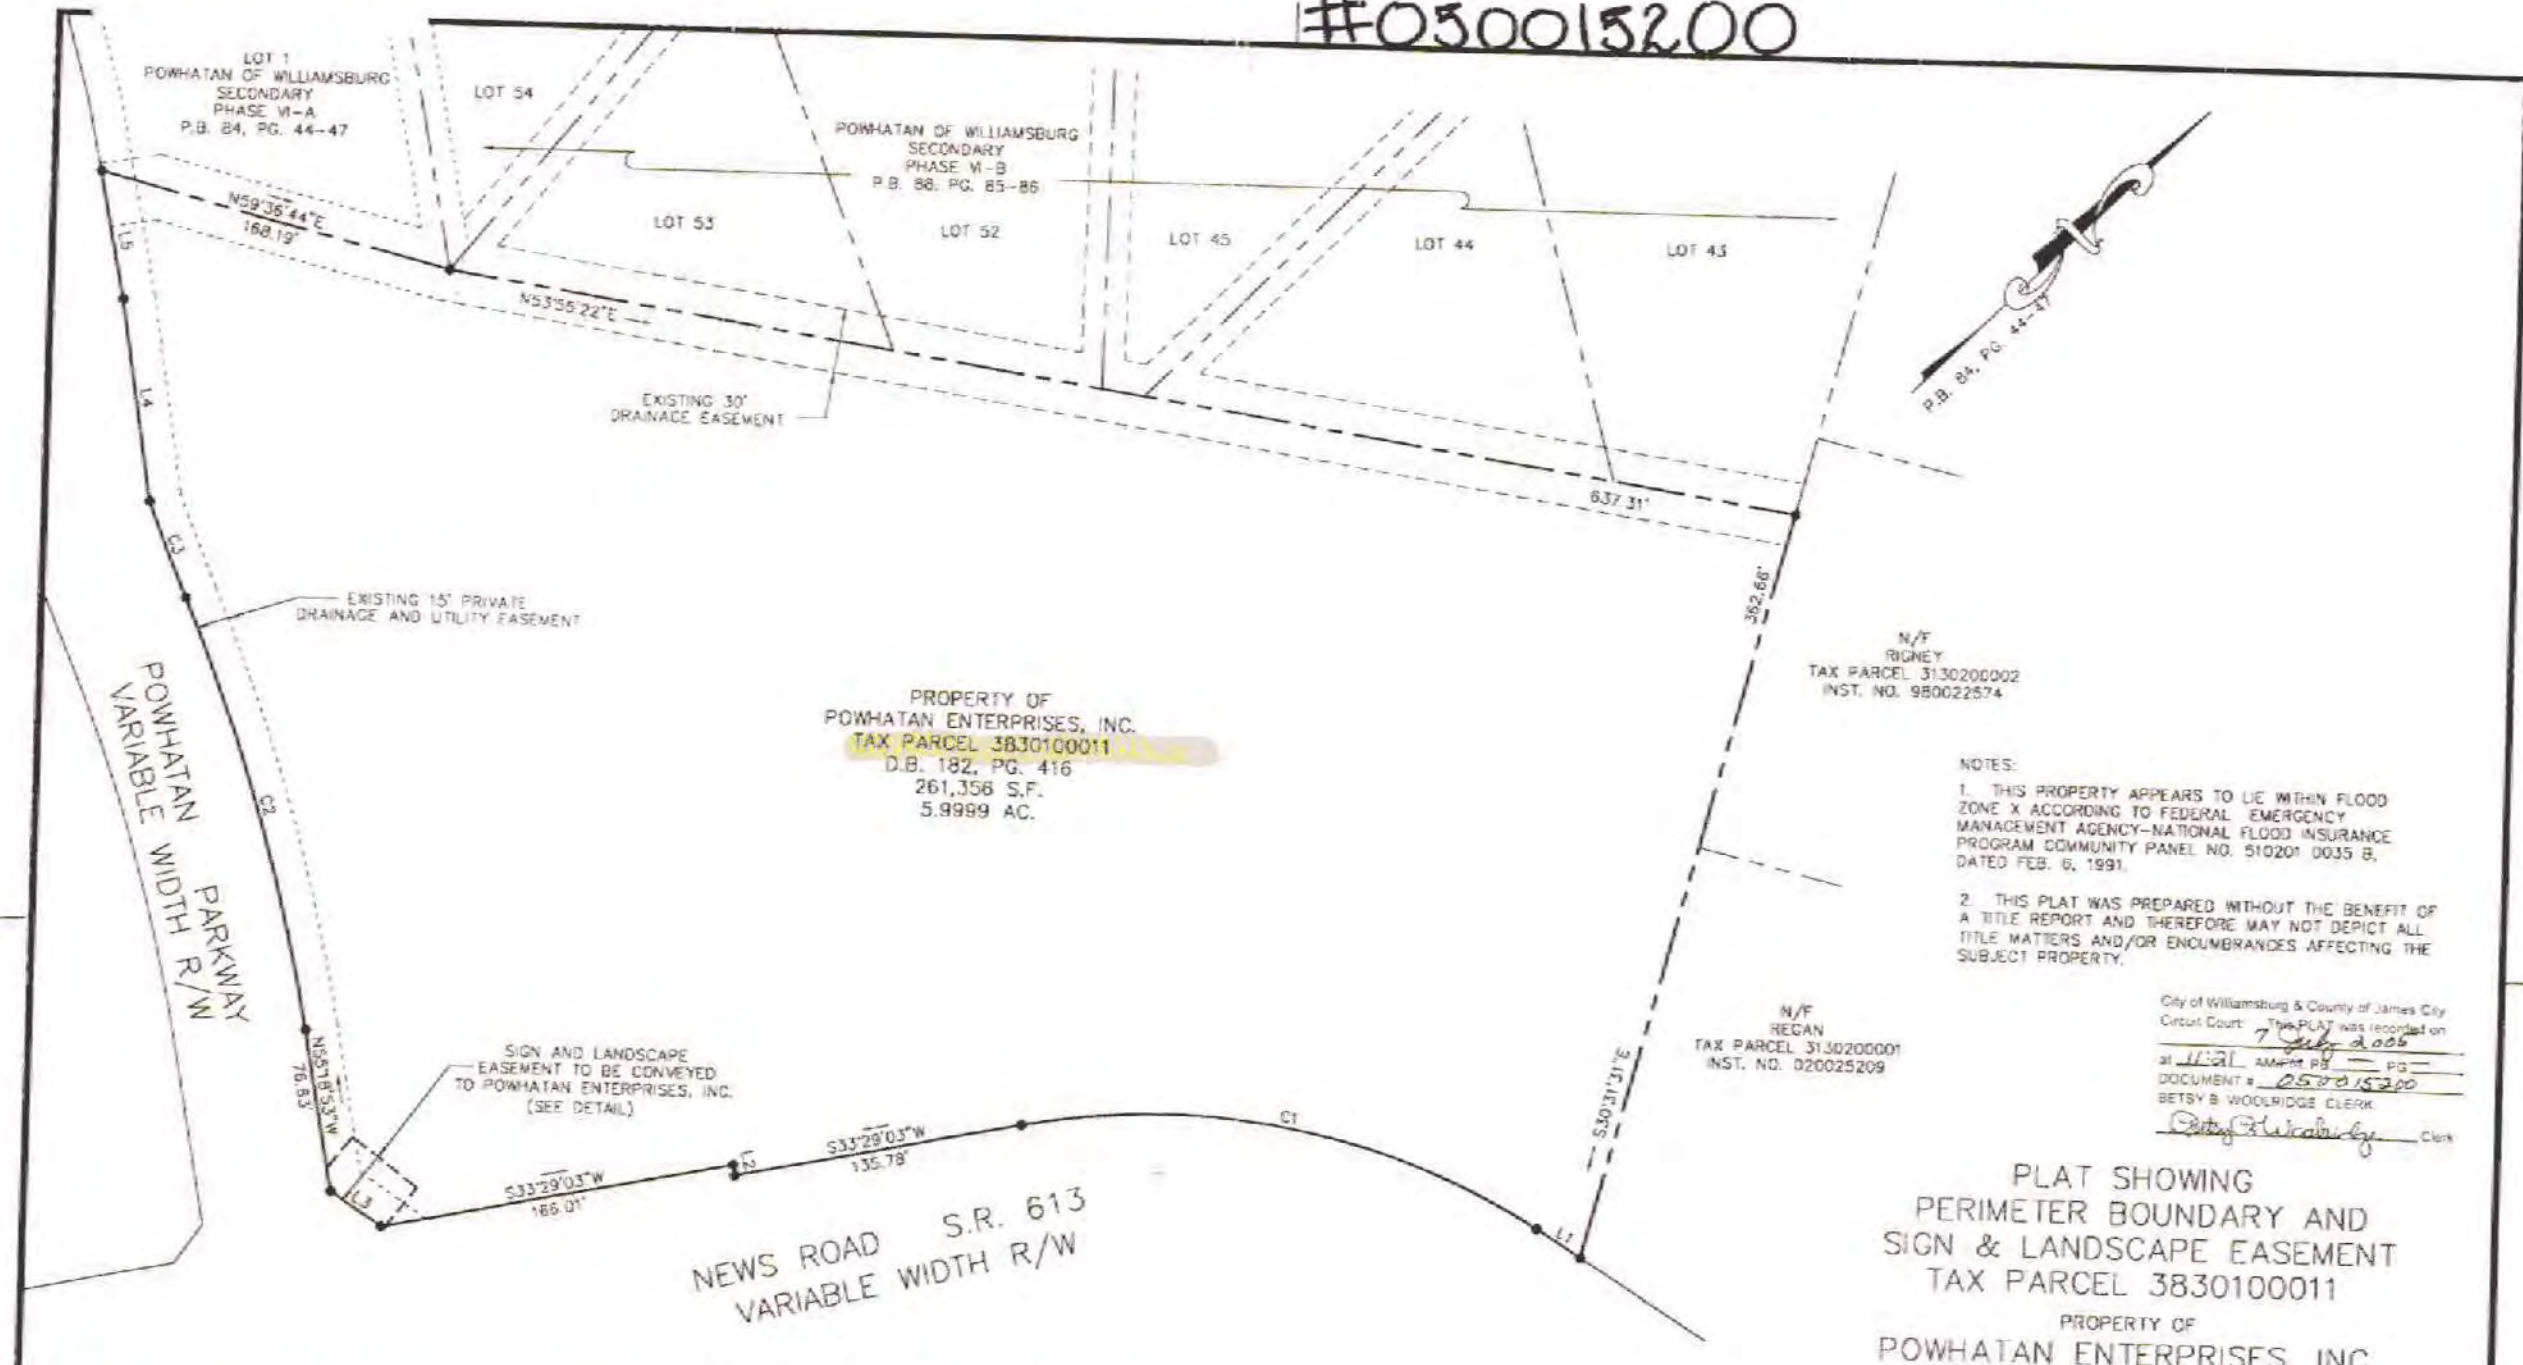 #050015200
LOT 1
POWHATAN OF WILLIAMSBURG
SECONDARY
PHASE VI-A
P.B. 84, PG. 44-47
LOT 54
POWHATAN OF WILLIAMSBURG
SECONDARY
PHASE VI-B
P.B. 88, PG. 85-86
LOT 53
LOT 52
LOT 45
LOT 44
LOT 43
P.B. 84, PG. 44-47
N59°36'44"E
168.19'
L5
N53°55'22"E
637.31'
L4
EXISTING 30'
DRAINAGE EASEMENT
C3
EXISTING 15' PRIVATE
DRAINAGE AND UTILITY EASEMENT
362.66'
N/F
RIGNEY
TAX PARCEL 3130200002
INST. NO. 980022574
PROPERTY OF
POWHATAN ENTERPRISES, INC.
TAX PARCEL 3830100011
D.B. 182, PG. 416
261,356 S.F.
5.9999 AC.
POWHATAN PARKWAY
VARIABLE WIDTH R/W
C2
NOTES:
1. THIS PROPERTY APPEARS TO LIE WITHIN FLOOD
ZONE X ACCORDING TO FEDERAL EMERGENCY
MANAGEMENT AGENCY-NATIONAL FLOOD INSURANCE
PROGRAM COMMUNITY PANEL NO. 510201 0035 B,
DATED FEB. 6, 1991.
2. THIS PLAT WAS PREPARED WITHOUT THE BENEFIT OF
A TITLE REPORT AND THEREFORE MAY NOT DEPICT ALL
TITLE MATTERS AND/OR ENCUMBRANCES AFFECTING THE
SUBJECT PROPERTY.
N55°18'53"W
76.83'
SIGN AND LANDSCAPE
EASEMENT TO BE CONVEYED
TO POWHATAN ENTERPRISES, INC.
(SEE DETAIL)
L3
S33°29'03"W
166.01'
L2
S33°29'03"W
135.78'
C1
L1
S30°31'31"E
N/F
REGAN
TAX PARCEL 3130200001
INST. NO. 020025209
NEWS ROAD S.R. 613
VARIABLE WIDTH R/W
City of Williamsburg & County of James City
Circuit Court: This PLAT was recorded on
7 July 2005
at 11:21 AM/PM. PB — PG —
DOCUMENT # 050015200
BETSY B. WOOLRIDGE CLERK
Betsy B Woolridge Clerk
PLAT SHOWING
PERIMETER BOUNDARY AND
SIGN & LANDSCAPE EASEMENT
TAX PARCEL 3830100011
PROPERTY OF
POWHATAN ENTERPRISES, INC.